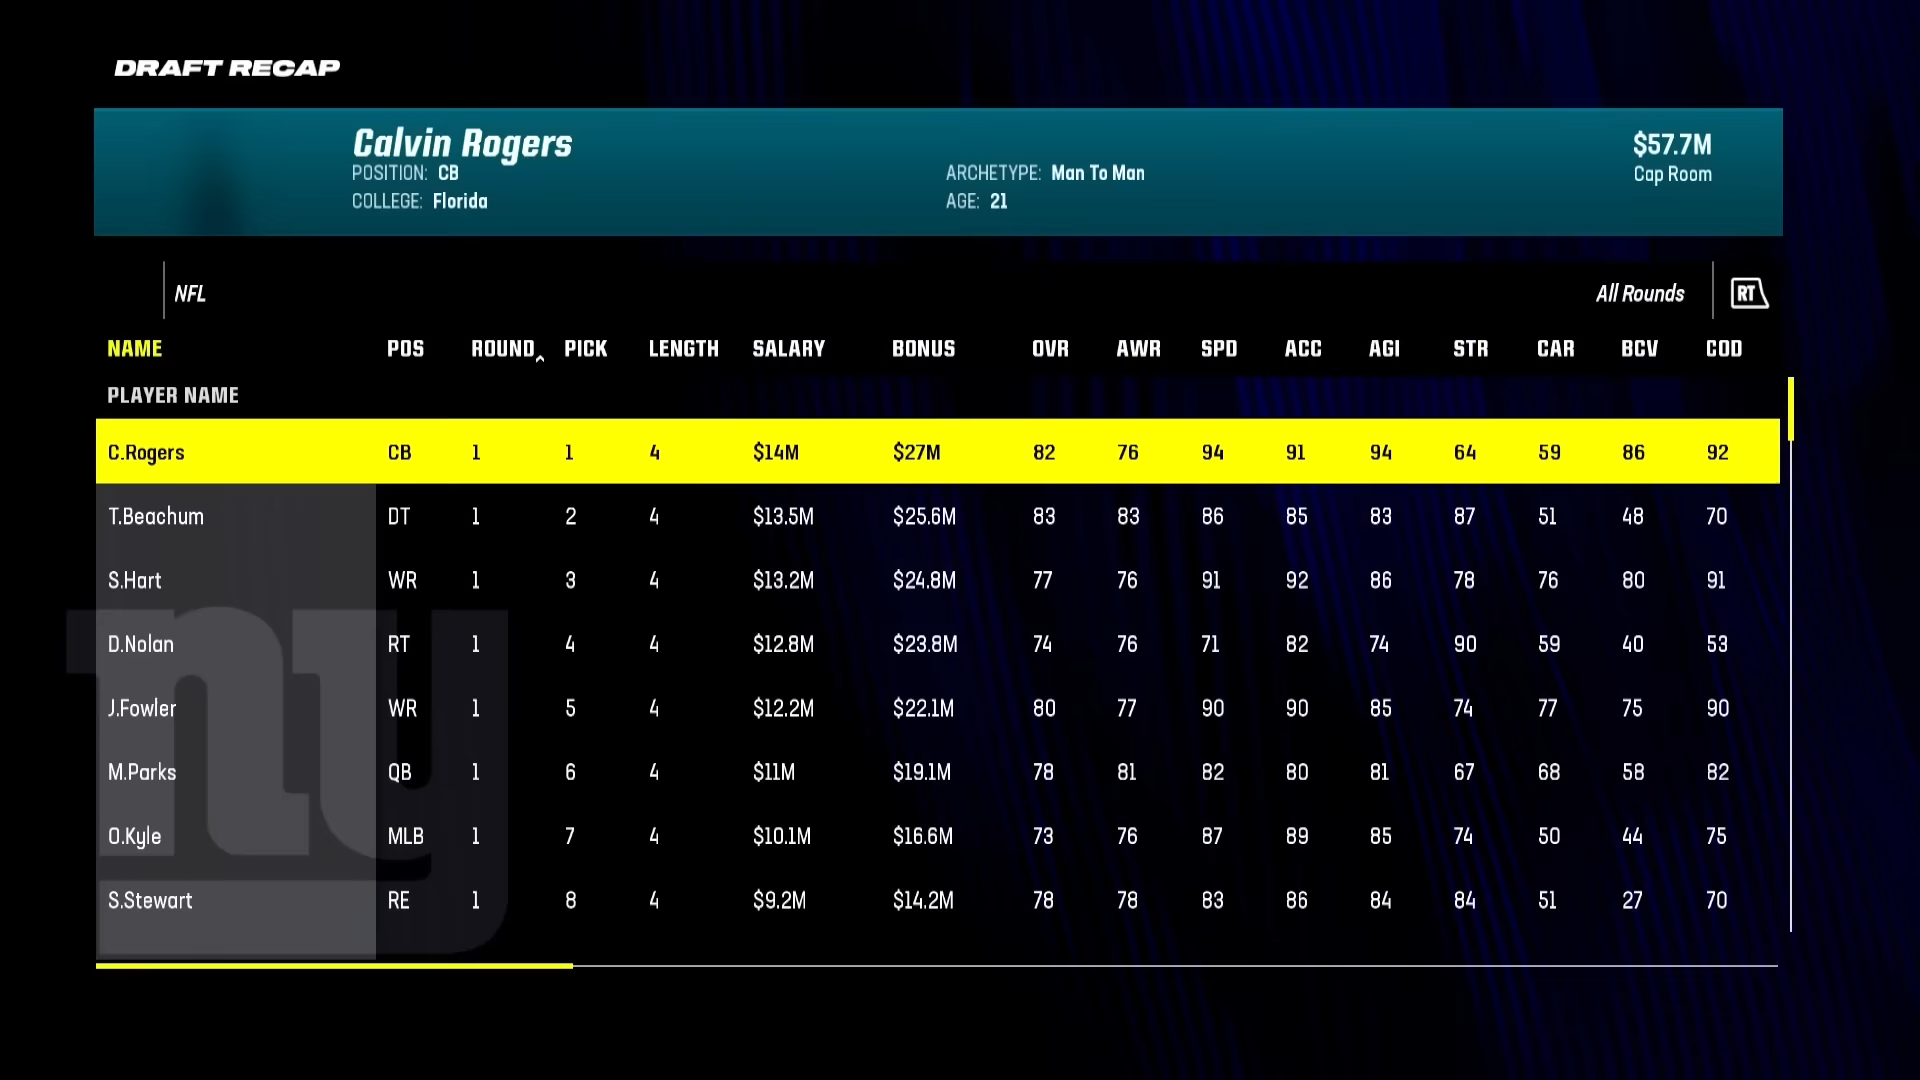 DRAFT RECAP
Calvin Rogers
POSITION: CB
COLLEGE: Florida
ARCHETYPE: Man To Man
AGE: 21
$57.7M
Cap Room
NFL
All Rounds
RT
NAME POS ROUND PICK LENGTH SALARY BONUS OVR AWR SPD ACC AGI STR CAR BCV COD
PLAYER NAME
C.Rogers CB 1 1 4 $14M $27M 82 76 94 91 94 64 59 86 92
T.Beachum DT 1 2 4 $13.5M $25.6M 83 83 86 85 83 87 51 48 70
S.Hart WR 1 3 4 $13.2M $24.8M 77 76 91 92 86 78 76 80 91
D.Nolan RT 1 4 4 $12.8M $23.8M 74 76 71 82 74 90 59 40 53
J.Fowler WR 1 5 4 $12.2M $22.1M 80 77 90 90 85 74 77 75 90
M.Parks QB 1 6 4 $11M $19.1M 78 81 82 80 81 67 68 58 82
O.Kyle MLB 1 7 4 $10.1M $16.6M 73 76 87 89 85 74 50 44 75
S.Stewart RE 1 8 4 $9.2M $14.2M 78 78 83 86 84 84 51 27 70
ny